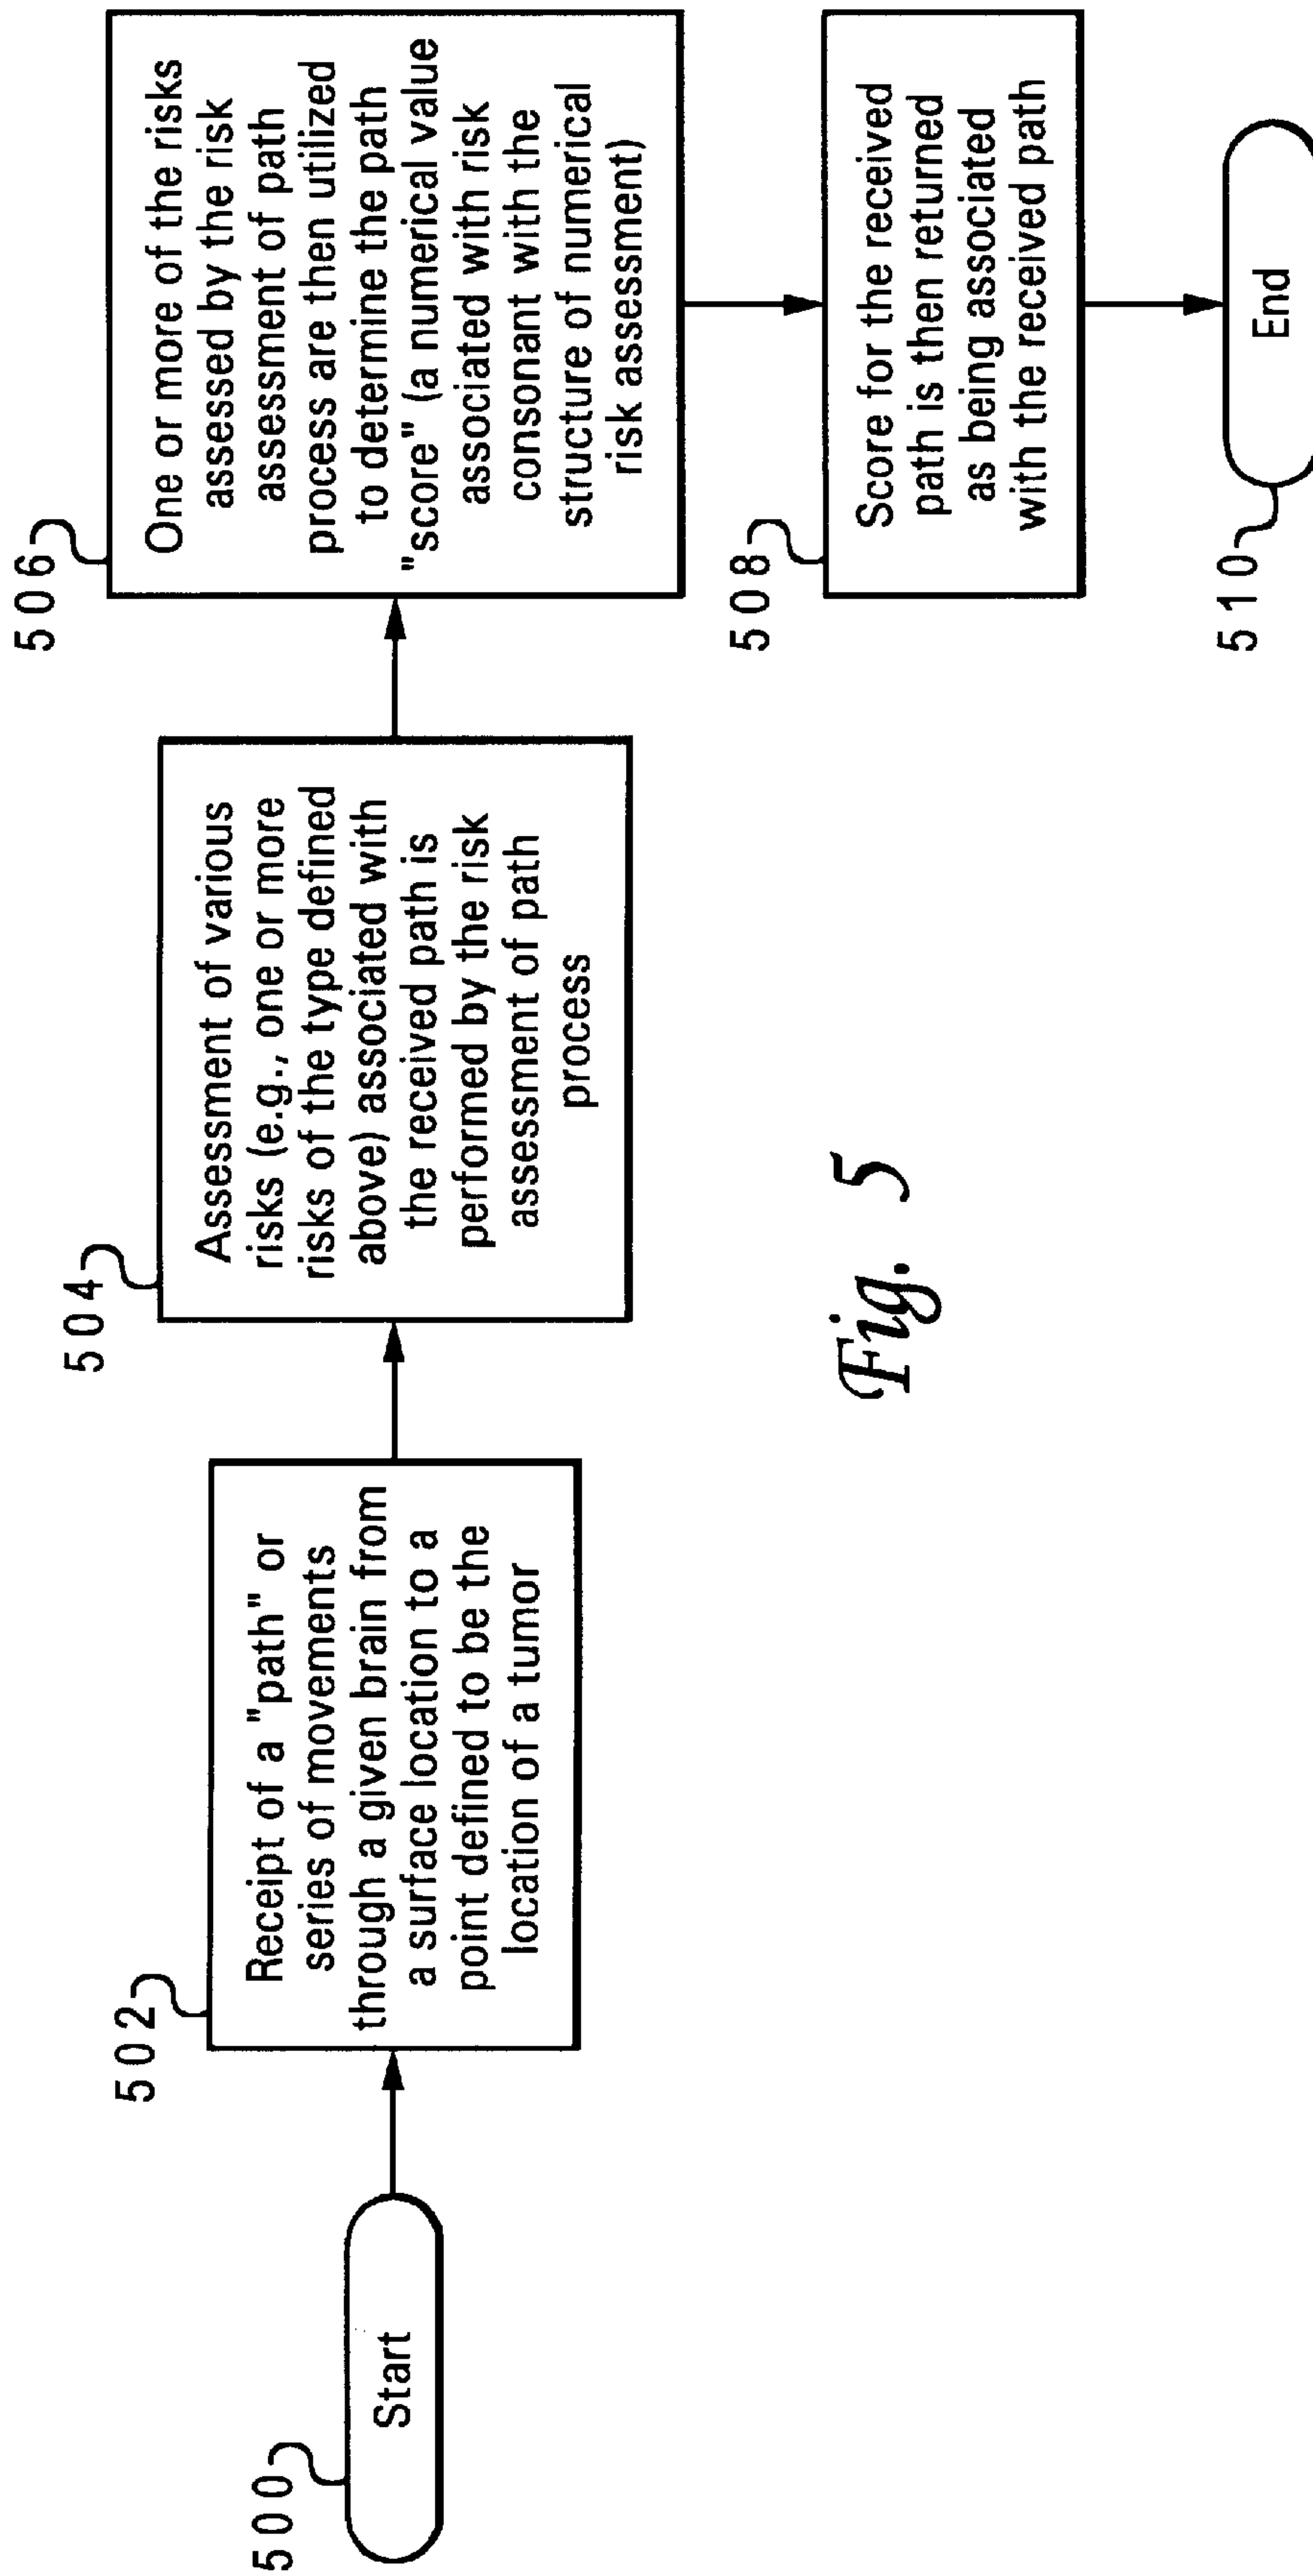 500
Start
502
Receipt of a "path" or
series of movements
through a given brain from
a surface location to a
point defined to be the
location of a tumor
504
Assessment of various
risks (e.g., one or more
risks of the type defined
above) associated with
the received path is
performed by the risk
assessment of path
process
506
One or more of the risks
assessed by the risk
assessment of path
process are then utilized
to determine the path
"score" (a numerical value
associated with risk
consonant with the
structure of numerical
risk assessment)
508
Score for the received
path is then returned
as being associated
with the received path
510
End
Fig. 5